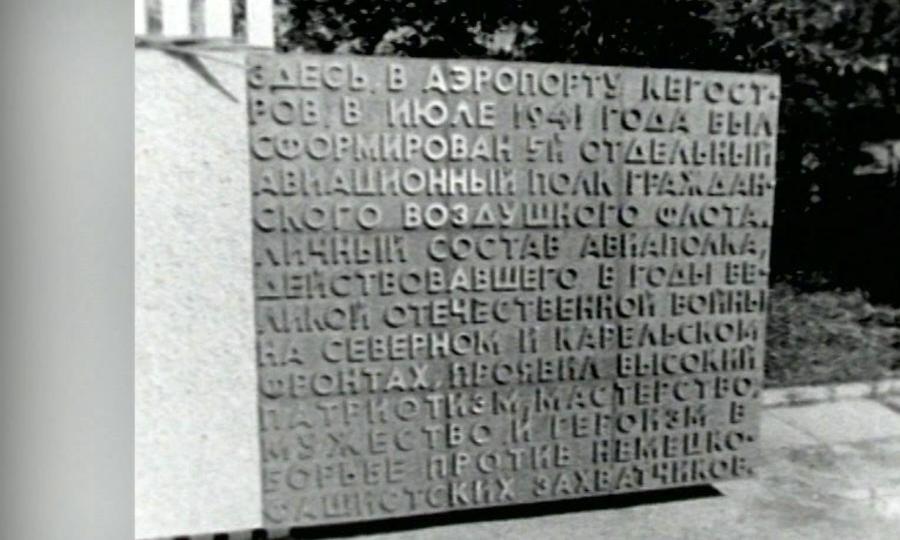 ЗДЕСЬ, В АЭРОПОРТУ КЕГОСТ-
РОВ, В ИЮЛЕ 1941 ГОДА БЫЛ
СФОРМИРОВАН 5Й ОТДЕЛЬНЫЙ
АВИАЦИОННЫЙ ПОЛК ГРАЖДАН-
СКОГО ВОЗДУШНОГО ФЛОТА.
ЛИЧНЫЙ СОСТАВ АВИАПОЛКА,
ДЕЙСТВОВАВШЕГО В ГОДЫ ВЕ-
ЛИКОЙ ОТЕЧЕСТВЕННОЙ ВОЙНЫ
НА СЕВЕРНОМ И КАРЕЛЬСКОМ
ФРОНТАХ, ПРОЯВИЛ ВЫСОКИЙ
ПАТРИОТИЗМ, МАСТЕРСТВО,
МУЖЕСТВО И ГЕРОИЗМ В
БОРЬБЕ ПРОТИВ НЕМЕЦКО-
ФАШИСТСКИХ ЗАХВАТЧИКОВ.